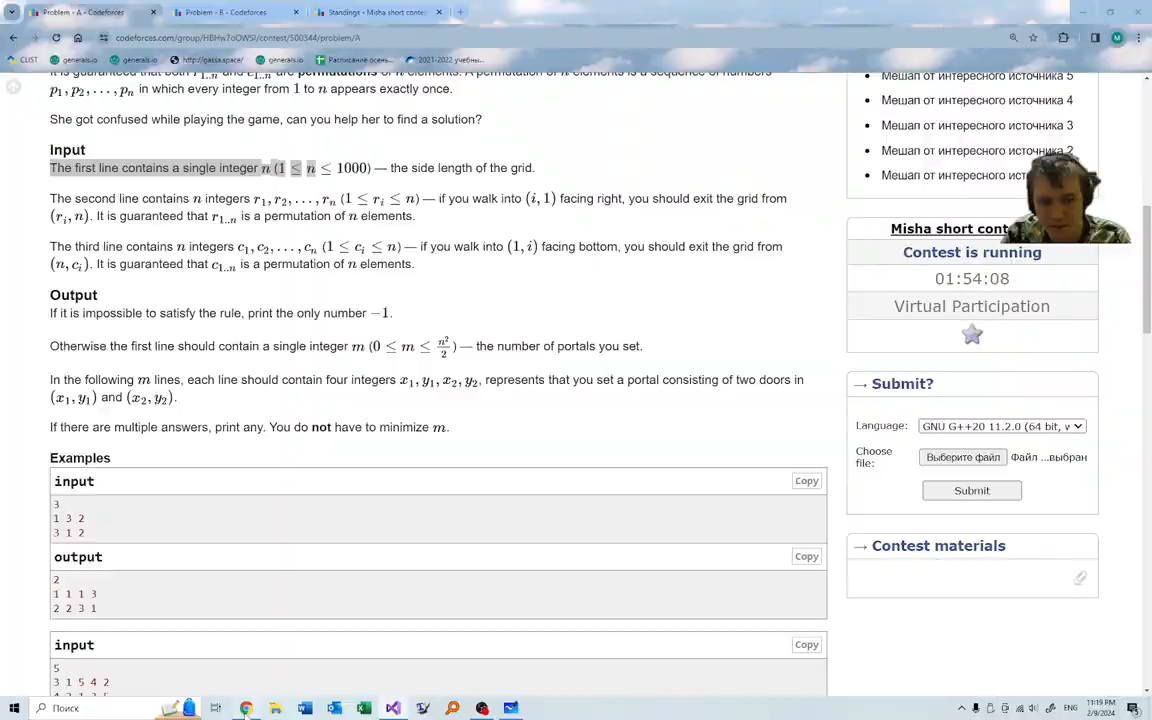 Problem - A - Codeforces
Problem - B - Codeforces
Standings - Misha short conte
codeforces.com/group/HBHw7oOWSl/contest/500344/problem/A
CLIST
generals.io
generals.io
http://gassa.space/
generals.io
Расписание осень...
2021-2022 учебны...
permutations of n elements. A permutation of n elements is a sequence of numbers
p₁, p₂, . . . , pₙ in which every integer from 1 to n appears exactly once.
She got confused while playing the game, can you help her to find a solution?
Input
The first line contains a single integer n (1 ≤ n ≤ 1000) — the side length of the grid.
The second line contains n integers r₁, r₂, . . . , rₙ (1 ≤ rᵢ ≤ n) — if you walk into (i, 1) facing right, you should exit the grid from
(rᵢ, n). It is guaranteed that r₁..ₙ is a permutation of n elements.
The third line contains n integers c₁, c₂, . . . , cₙ (1 ≤ cᵢ ≤ n) — if you walk into (1, i) facing bottom, you should exit the grid from
(n, cᵢ). It is guaranteed that c₁..ₙ is a permutation of n elements.
Output
If it is impossible to satisfy the rule, print the only number −1.
Otherwise the first line should contain a single integer m (0 ≤ m ≤ n²/2) — the number of portals you set.
In the following m lines, each line should contain four integers x₁, y₁, x₂, y₂, represents that you set a portal consisting of two doors in
(x₁, y₁) and (x₂, y₂).
If there are multiple answers, print any. You do not have to minimize m.
Examples
input
Copy
3
1 3 2
3 1 2
output
Copy
2
1 1 1 3
2 2 3 1
input
Copy
5
3 1 5 4 2
Мешап от интересного источника 5
Мешап от интересного источника 4
Мешап от интересного источника 3
Мешап от интересного источника 2
Мешап от интересного
Misha short cont
Contest is running
01:54:08
Virtual Participation
→ Submit?
Language:
GNU G++20 11.2.0 (64 bit, v
Choose
file:
Выберите файл
Файл ...выбран
Submit
→ Contest materials
Поиск
11:19 PM
2/9/2024